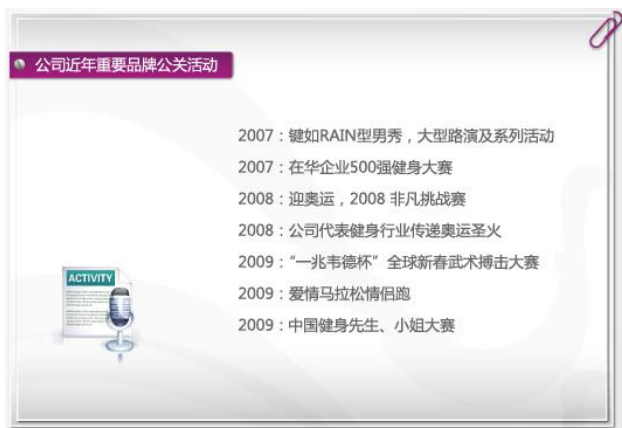 公司近年重要品牌公关活动
2007：键如RAIN型男秀，大型路演及系列活动
2007：在华企业500强健身大赛
2008：迎奥运，2008 非凡挑战赛
2008：公司代表健身行业传递奥运圣火
2009：“一兆韦德杯”全球新春武术搏击大赛
2009：爱情马拉松情侣跑
2009：中国健身先生、小姐大赛
ACTIVITY